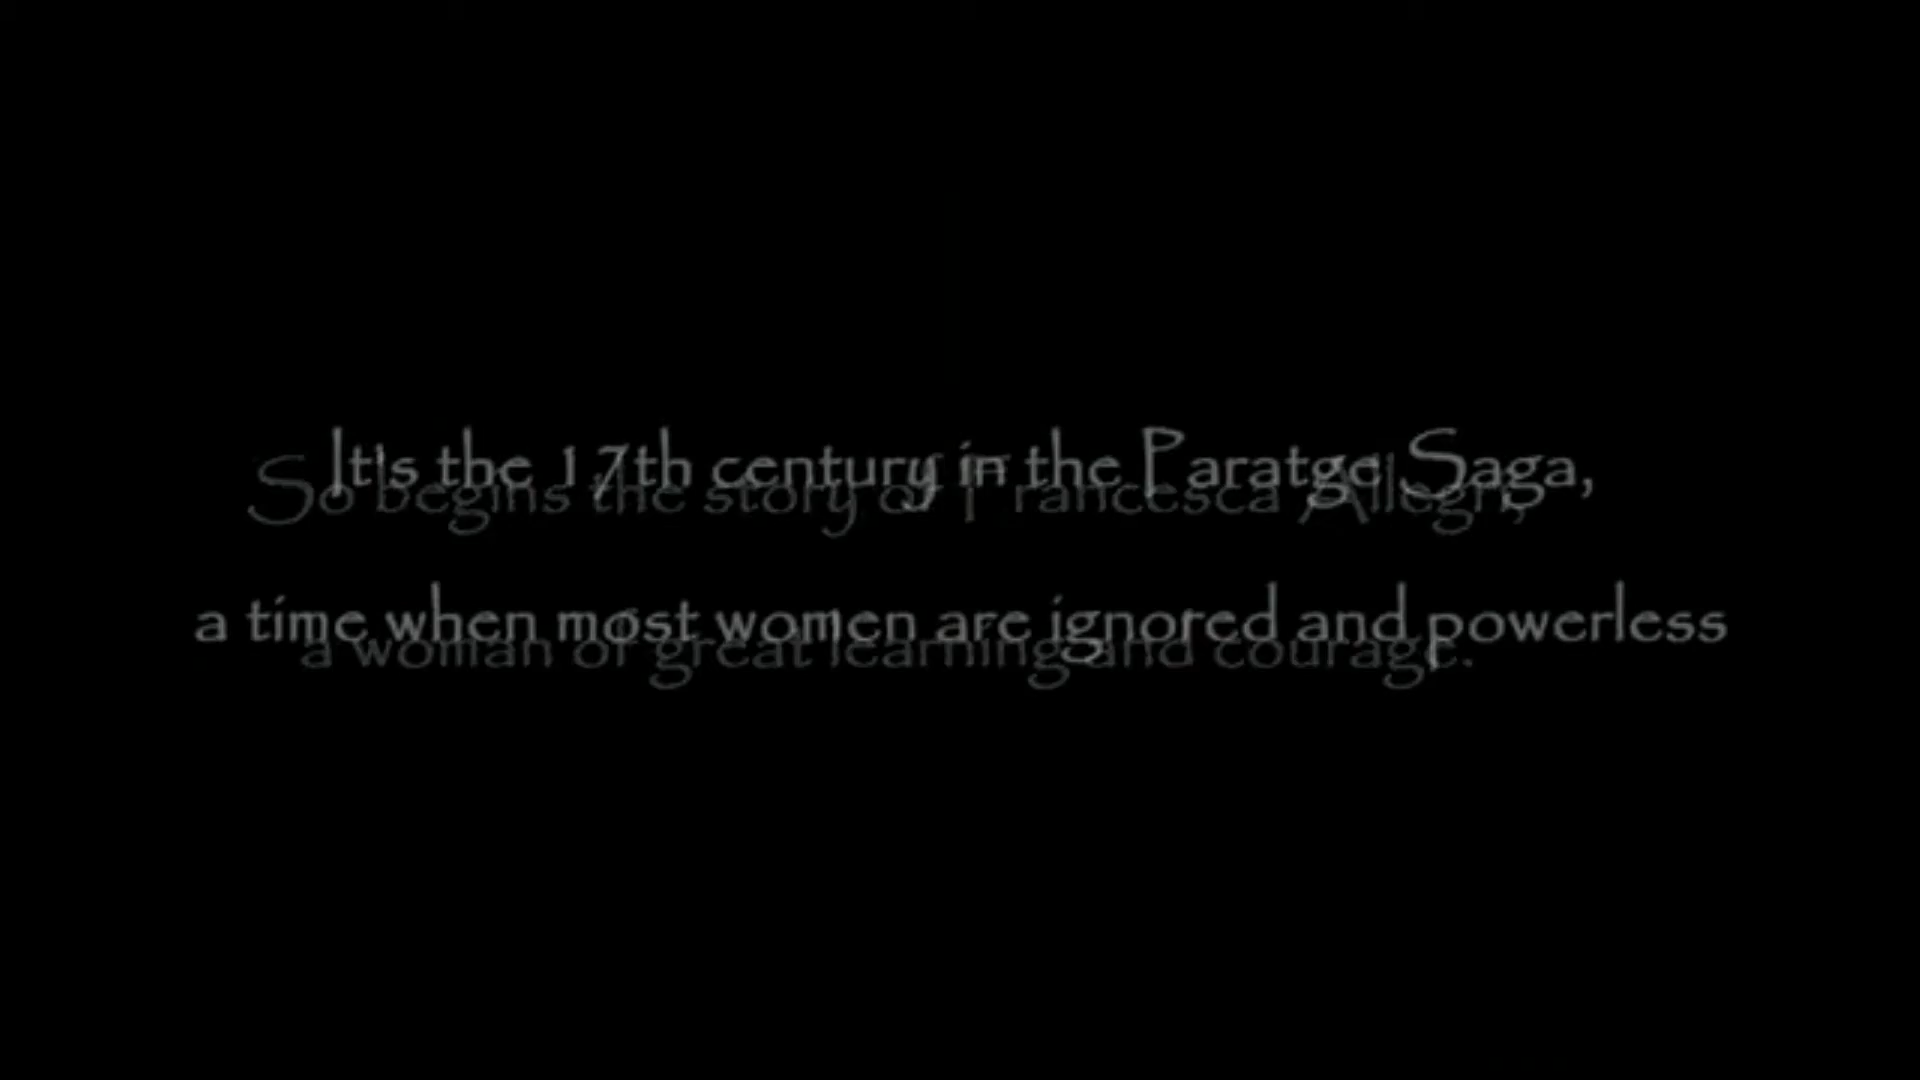 It's the 17th century in the Paratge Saga,
So begins the story of Francesca Allegri,
a time when most women are ignored and powerless
a woman of great learning and courage.